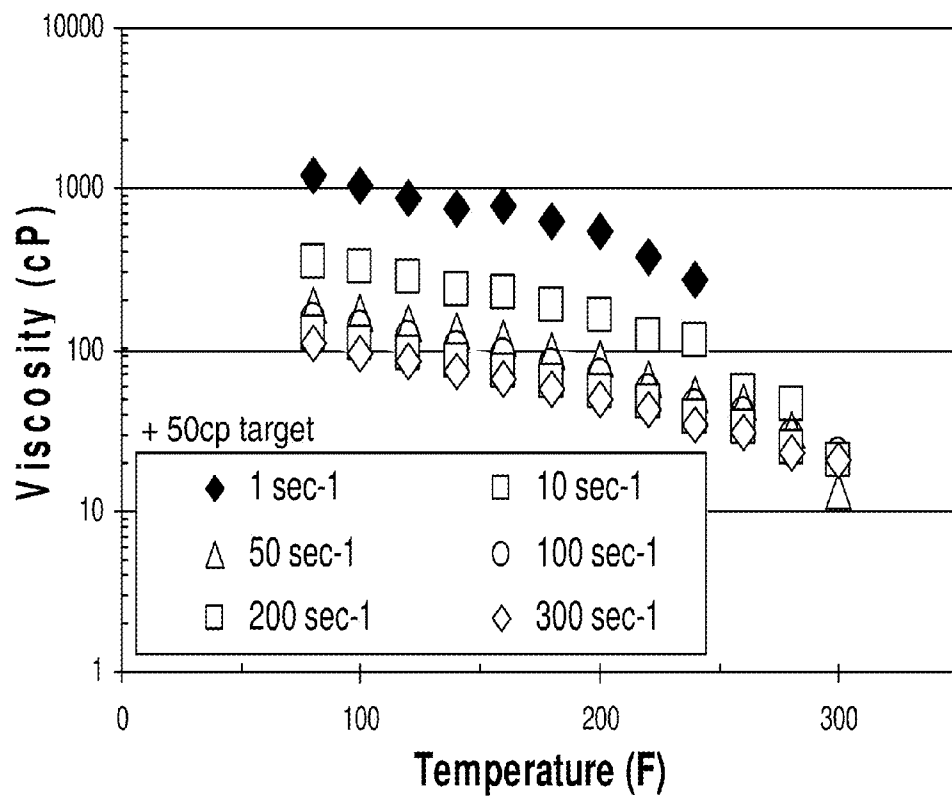 10000
1000
100
10
1
Viscosity (cP)
+ 50cp target
1 sec-1
10 sec-1
50 sec-1
100 sec-1
200 sec-1
300 sec-1
0
100
200
300
Temperature (F)